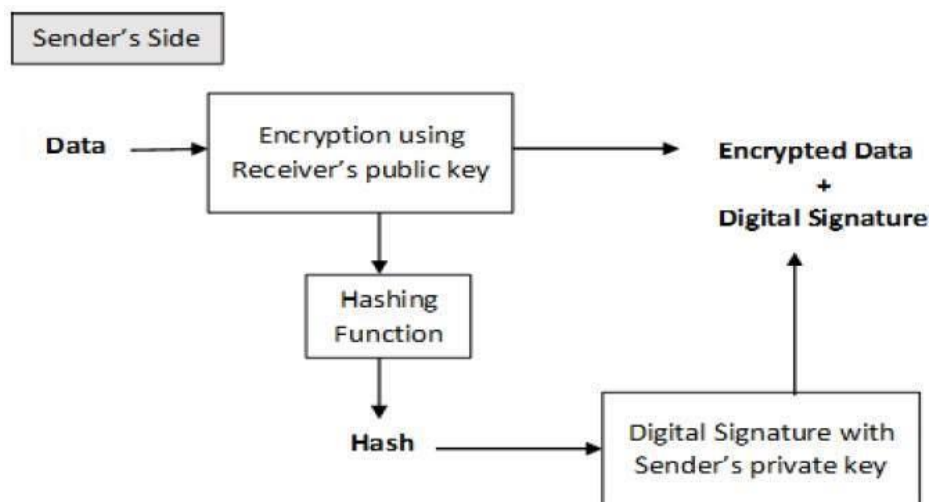 Sender’s Side
Data
Encryption using
Receiver’s public key
Encrypted Data
+
Digital Signature
Hashing
Function
Hash
Digital Signature with
Sender’s private key